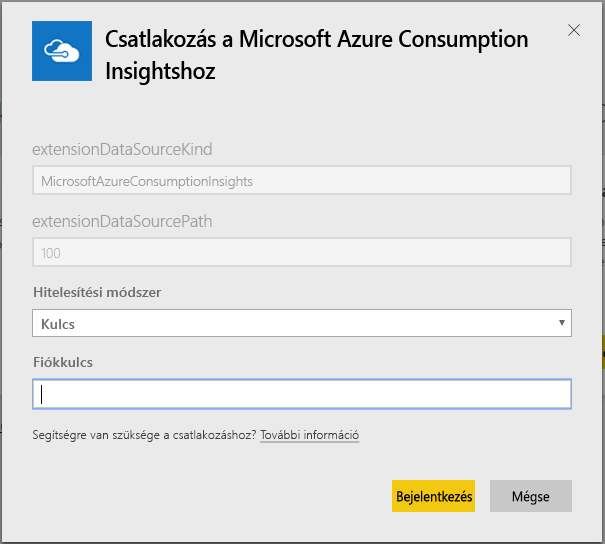 Csatlakozás a Microsoft Azure Consumption
Insightshoz
extensionDataSourceKind
MicrosoftAzureConsumptionInsights
extensionDataSourcePath
100
Hitelesítési módszer
Kulcs
Fiókkulcs
Segítségre van szüksége a csatlakozáshoz? További információ
Bejelentkezés Mégse